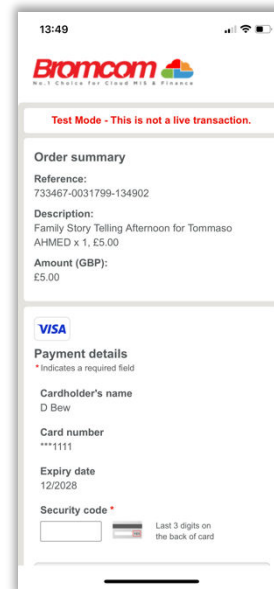 13:49
Bromcom
No.1 Choice for Cloud MIS & Finance
Test Mode - This is not a live transaction.
Order summary
Reference:
733467-0031799-134902
Description:
Family Story Telling Afternoon for Tommaso
AHMED x 1, £5.00
Amount (GBP):
£5.00
VISA
Payment details
* Indicates a required field
Cardholder's name
D Bew
Card number
***1111
Expiry date
12/2028
Security code *
Last 3 digits on
the back of card